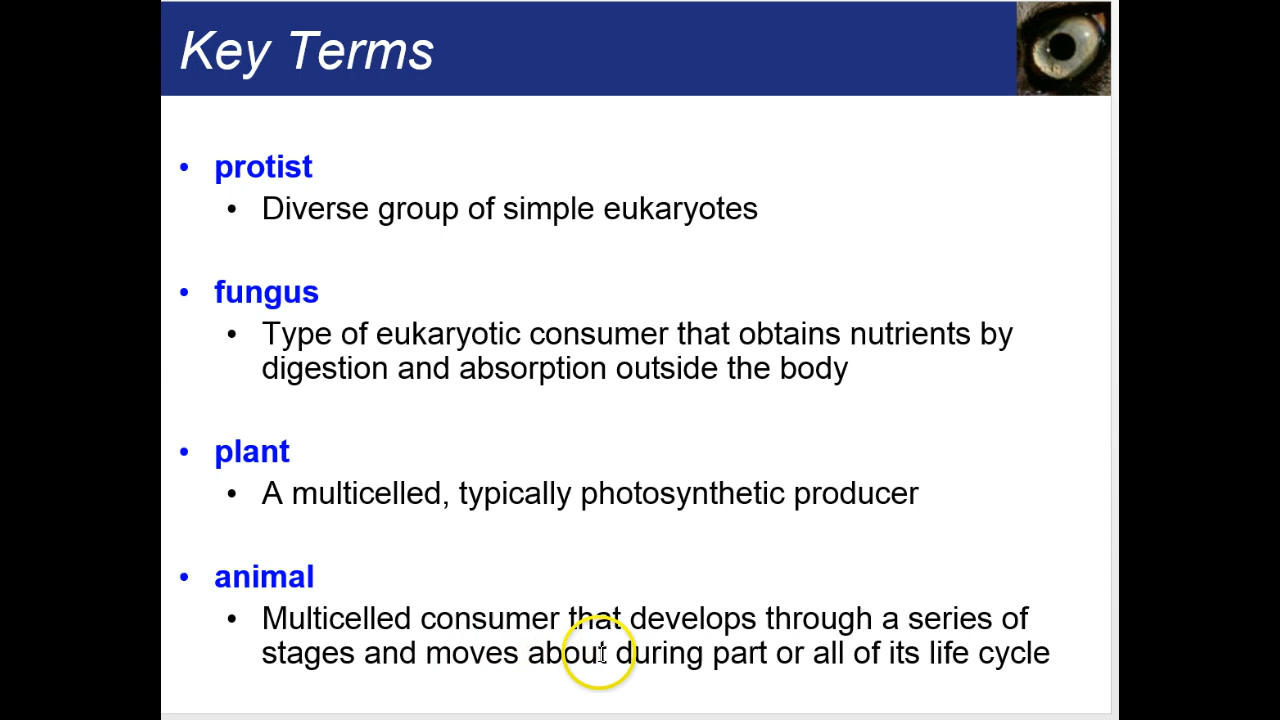 Key Terms
• protist
• Diverse group of simple eukaryotes
• fungus
• Type of eukaryotic consumer that obtains nutrients by
digestion and absorption outside the body
• plant
• A multicelled, typically photosynthetic producer
• animal
• Multicelled consumer that develops through a series of
stages and moves about during part or all of its life cycle